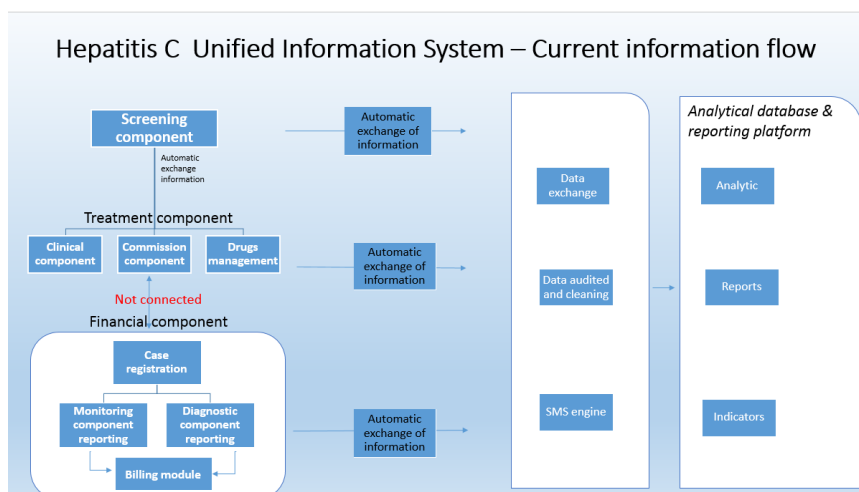 Hepatitis C Unified Information System – Current information flow
Screening
component
Automatic
exchange of
information
Analytical database &
reporting platform
Automatic
exchange
information
Data
exchange
Analytic
Treatment component
Clinical
component
Commission
component
Drugs
management
Automatic
exchange of
information
Data audited
and cleaning
Reports
Not connected
Financial component
Case
registration
Monitoring
component
reporting
Diagnostic
component
reporting
Automatic
exchange of
information
SMS engine
Indicators
Billing module